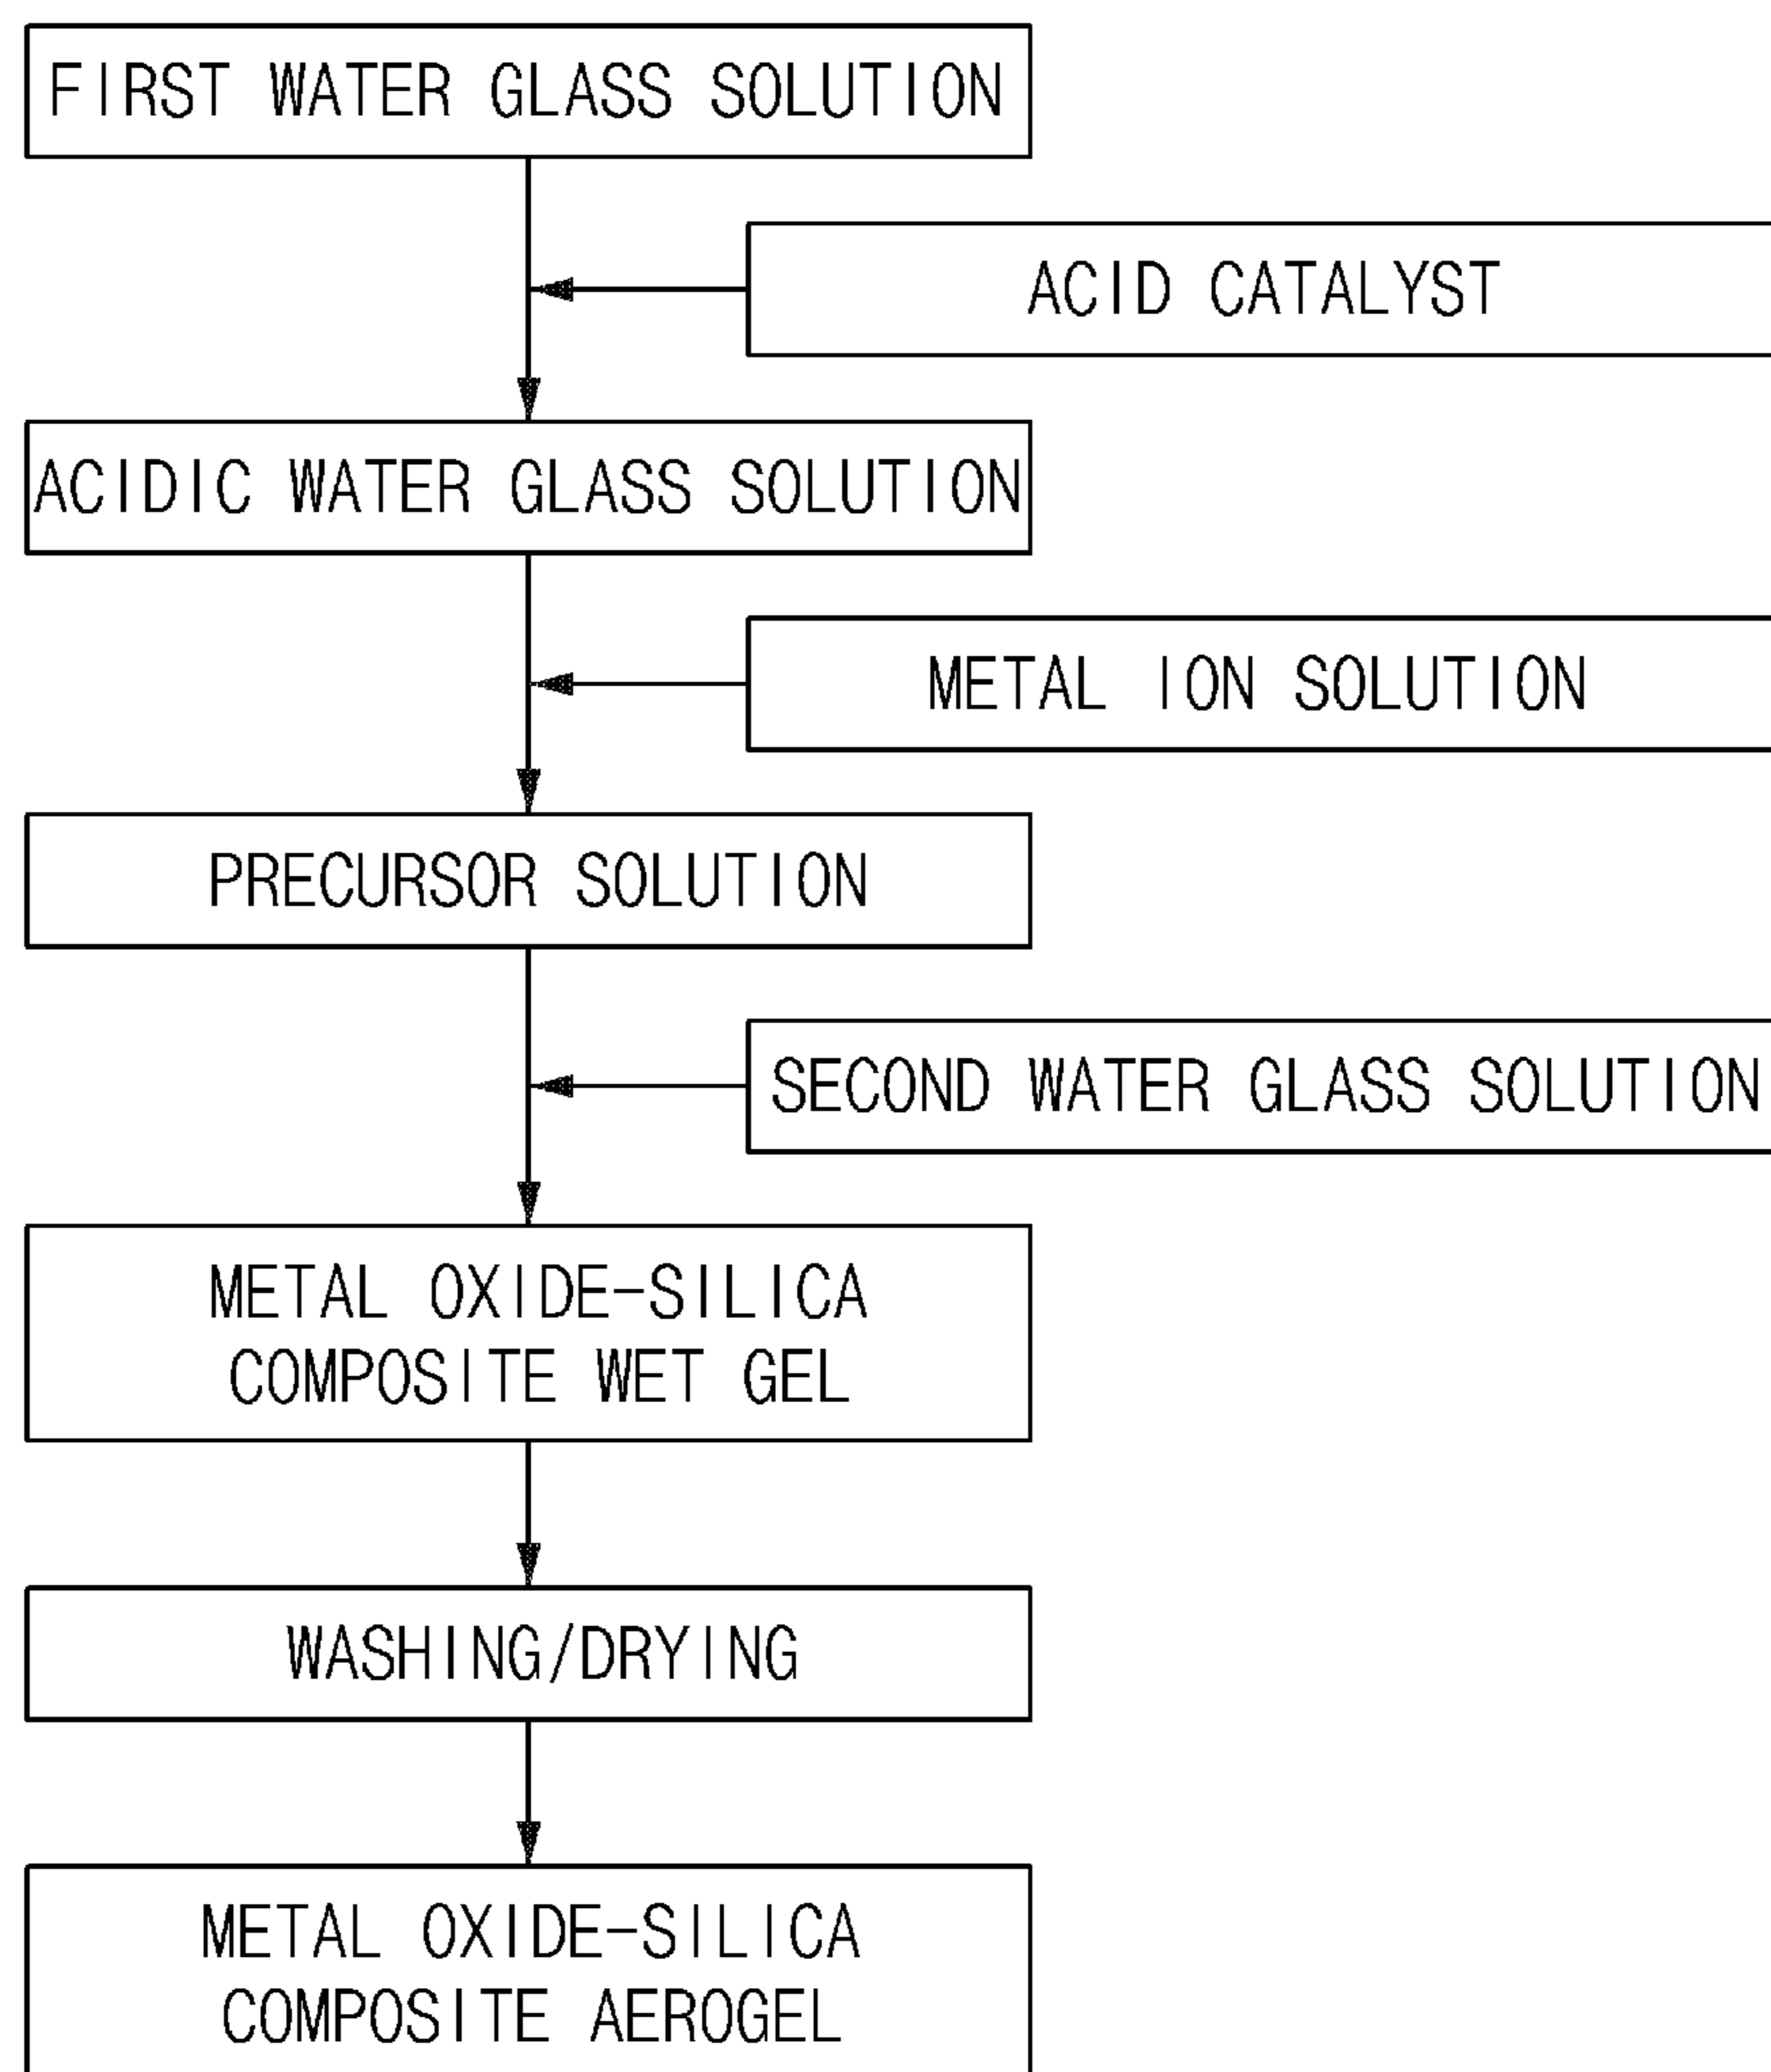 FIRST WATER GLASS SOLUTION
ACID CATALYST
ACIDIC WATER GLASS SOLUTION
METAL ION SOLUTION
PRECURSOR SOLUTION
SECOND WATER GLASS SOLUTION
METAL OXIDE-SILICA
COMPOSITE WET GEL
WASHING/DRYING
METAL OXIDE-SILICA
COMPOSITE AEROGEL